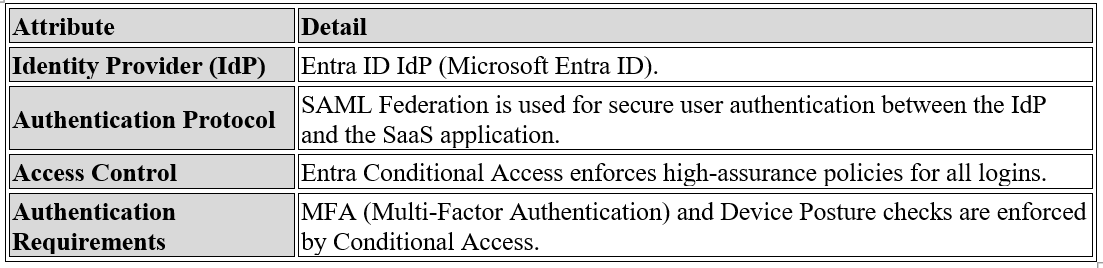 Attribute Detail
Identity Provider (IdP) Entra ID IdP (Microsoft Entra ID).
Authentication Protocol SAML Federation is used for secure user authentication between the IdP
and the SaaS application.
Access Control Entra Conditional Access enforces high-assurance policies for all logins.
Authentication MFA (Multi-Factor Authentication) and Device Posture checks are enforced
Requirements by Conditional Access.